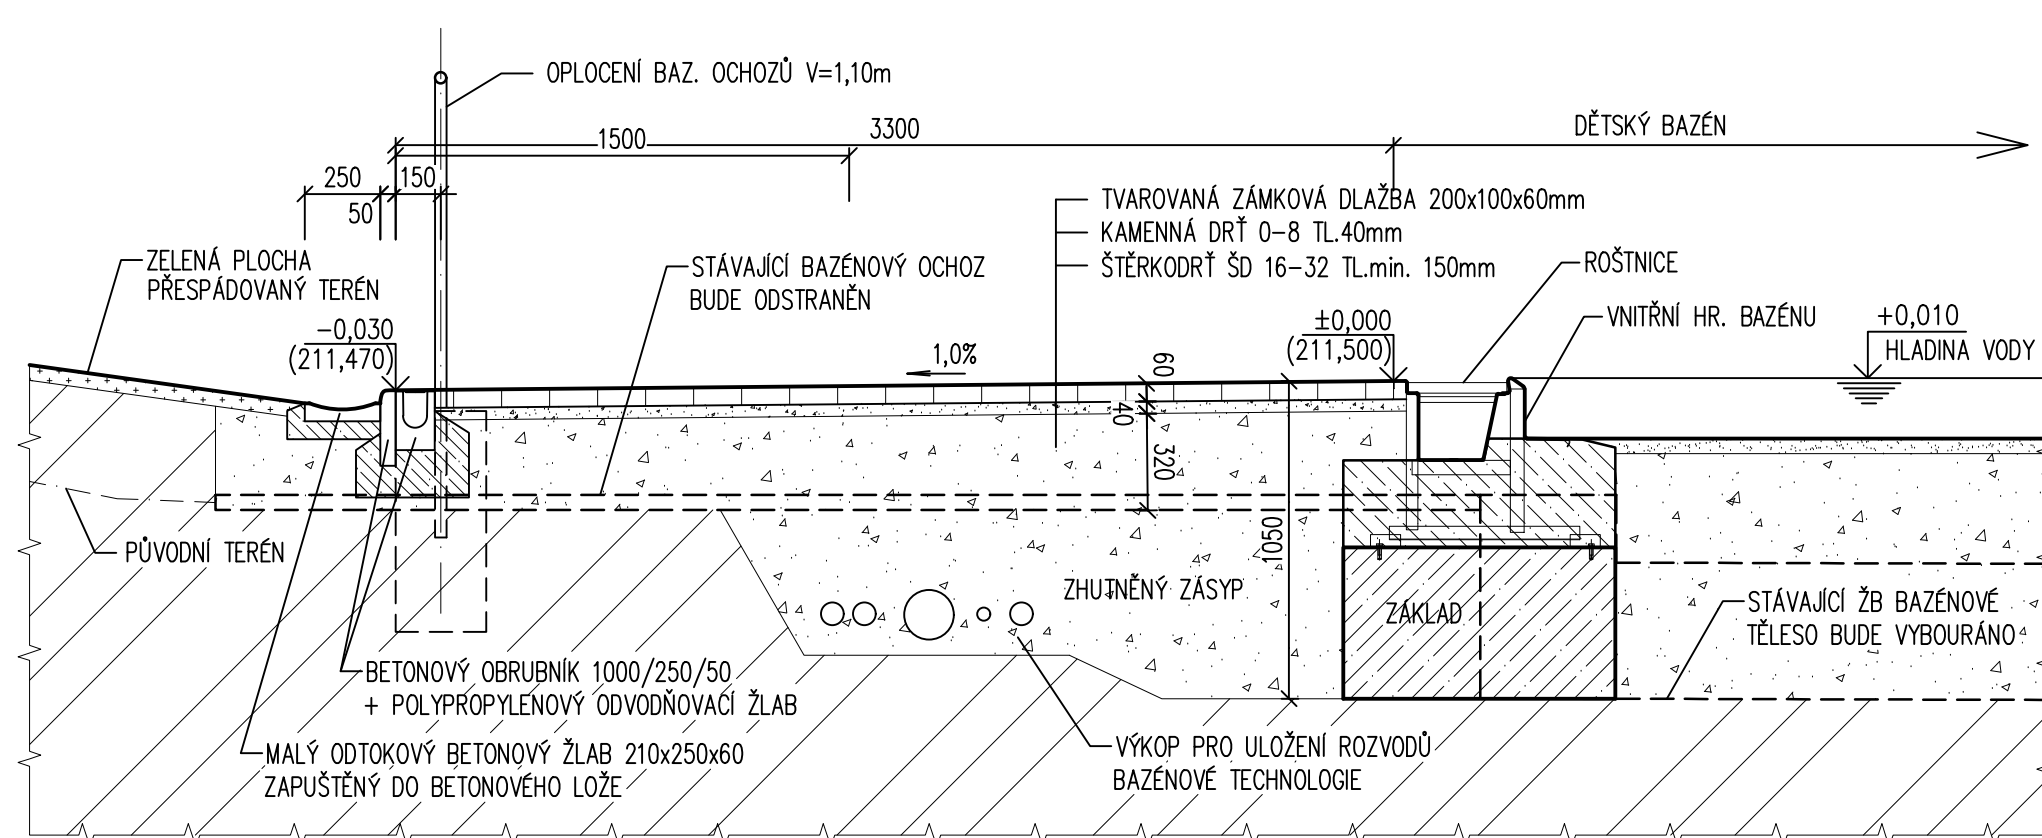 OPLOCENÍ BAZ. OCHOZŮ V=1,10m
1500
3300
DĚTSKÝ BAZÉN
250
150
50
TVAROVANÁ ZÁMKOVÁ DLAŽBA 200x100x60mm
KAMENNÁ DRŤ 0-8 TL.40mm
ŠTĚRKODRŤ ŠD 16-32 TL.min. 150mm
ZELENÁ PLOCHA
PŘESPÁDOVANÝ TERÉN
STÁVAJÍCÍ BAZÉNOVÝ OCHOZ
BUDE ODSTRANĚN
ROŠTNICE
VNITŘNÍ HR. BAZÉNU
-0,030
(211,470)
1,0%
±0,000
(211,500)
+0,010
HLADINA VODY
60
40
320
1050
PŮVODNÍ TERÉN
ZHUTNĚNÝ ZÁSYP
ZÁKLAD
STÁVAJÍCÍ ŽB BAZÉNOVÉ
TĚLESO BUDE VYBOURÁNO
BETONOVÝ OBRUBNÍK 1000/250/50
+ POLYPROPYLENOVÝ ODVODŇOVACÍ ŽLAB
MALÝ ODTOKOVÝ BETONOVÝ ŽLAB 210x250x60
ZAPUŠTĚNÝ DO BETONOVÉHO LOŽE
VÝKOP PRO ULOŽENÍ ROZVODŮ
BAZÉNOVÉ TECHNOLOGIE